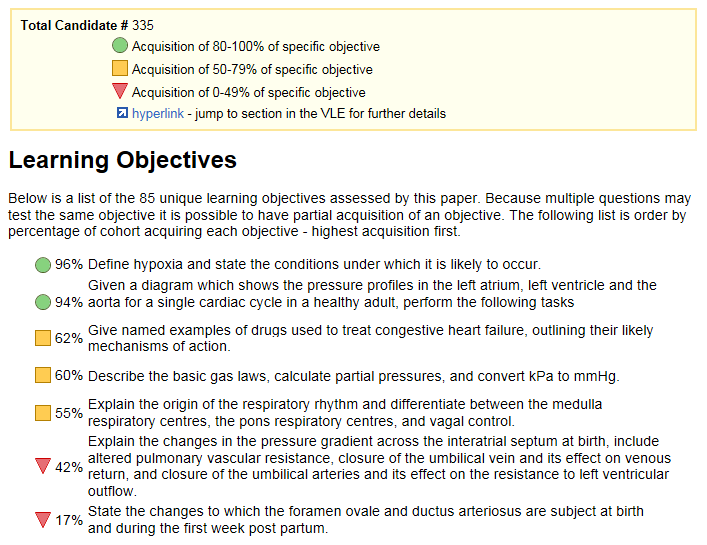 Total Candidate # 335
Acquisition of 80-100% of specific objective
Acquisition of 50-79% of specific objective
Acquisition of 0-49% of specific objective
hyperlink - jump to section in the VLE for further details
Learning Objectives
Below is a list of the 85 unique learning objectives assessed by this paper. Because multiple questions may
test the same objective it is possible to have partial acquisition of an objective. The following list is order by
percentage of cohort acquiring each objective - highest acquisition first.
96% Define hypoxia and state the conditions under which it is likely to occur.
Given a diagram which shows the pressure profiles in the left atrium, left ventricle and the
94% aorta for a single cardiac cycle in a healthy adult, perform the following tasks
62% Give named examples of drugs used to treat congestive heart failure, outlining their likely
mechanisms of action.
60% Describe the basic gas laws, calculate partial pressures, and convert kPa to mmHg.
55% Explain the origin of the respiratory rhythm and differentiate between the medulla
respiratory centres, the pons respiratory centres, and vagal control.
Explain the changes in the pressure gradient across the interatrial septum at birth, include
altered pulmonary vascular resistance, closure of the umbilical vein and its effect on venous
42% return, and closure of the umbilical arteries and its effect on the resistance to left ventricular
outflow.
17% State the changes to which the foramen ovale and ductus arteriosus are subject at birth
and during the first week post partum.